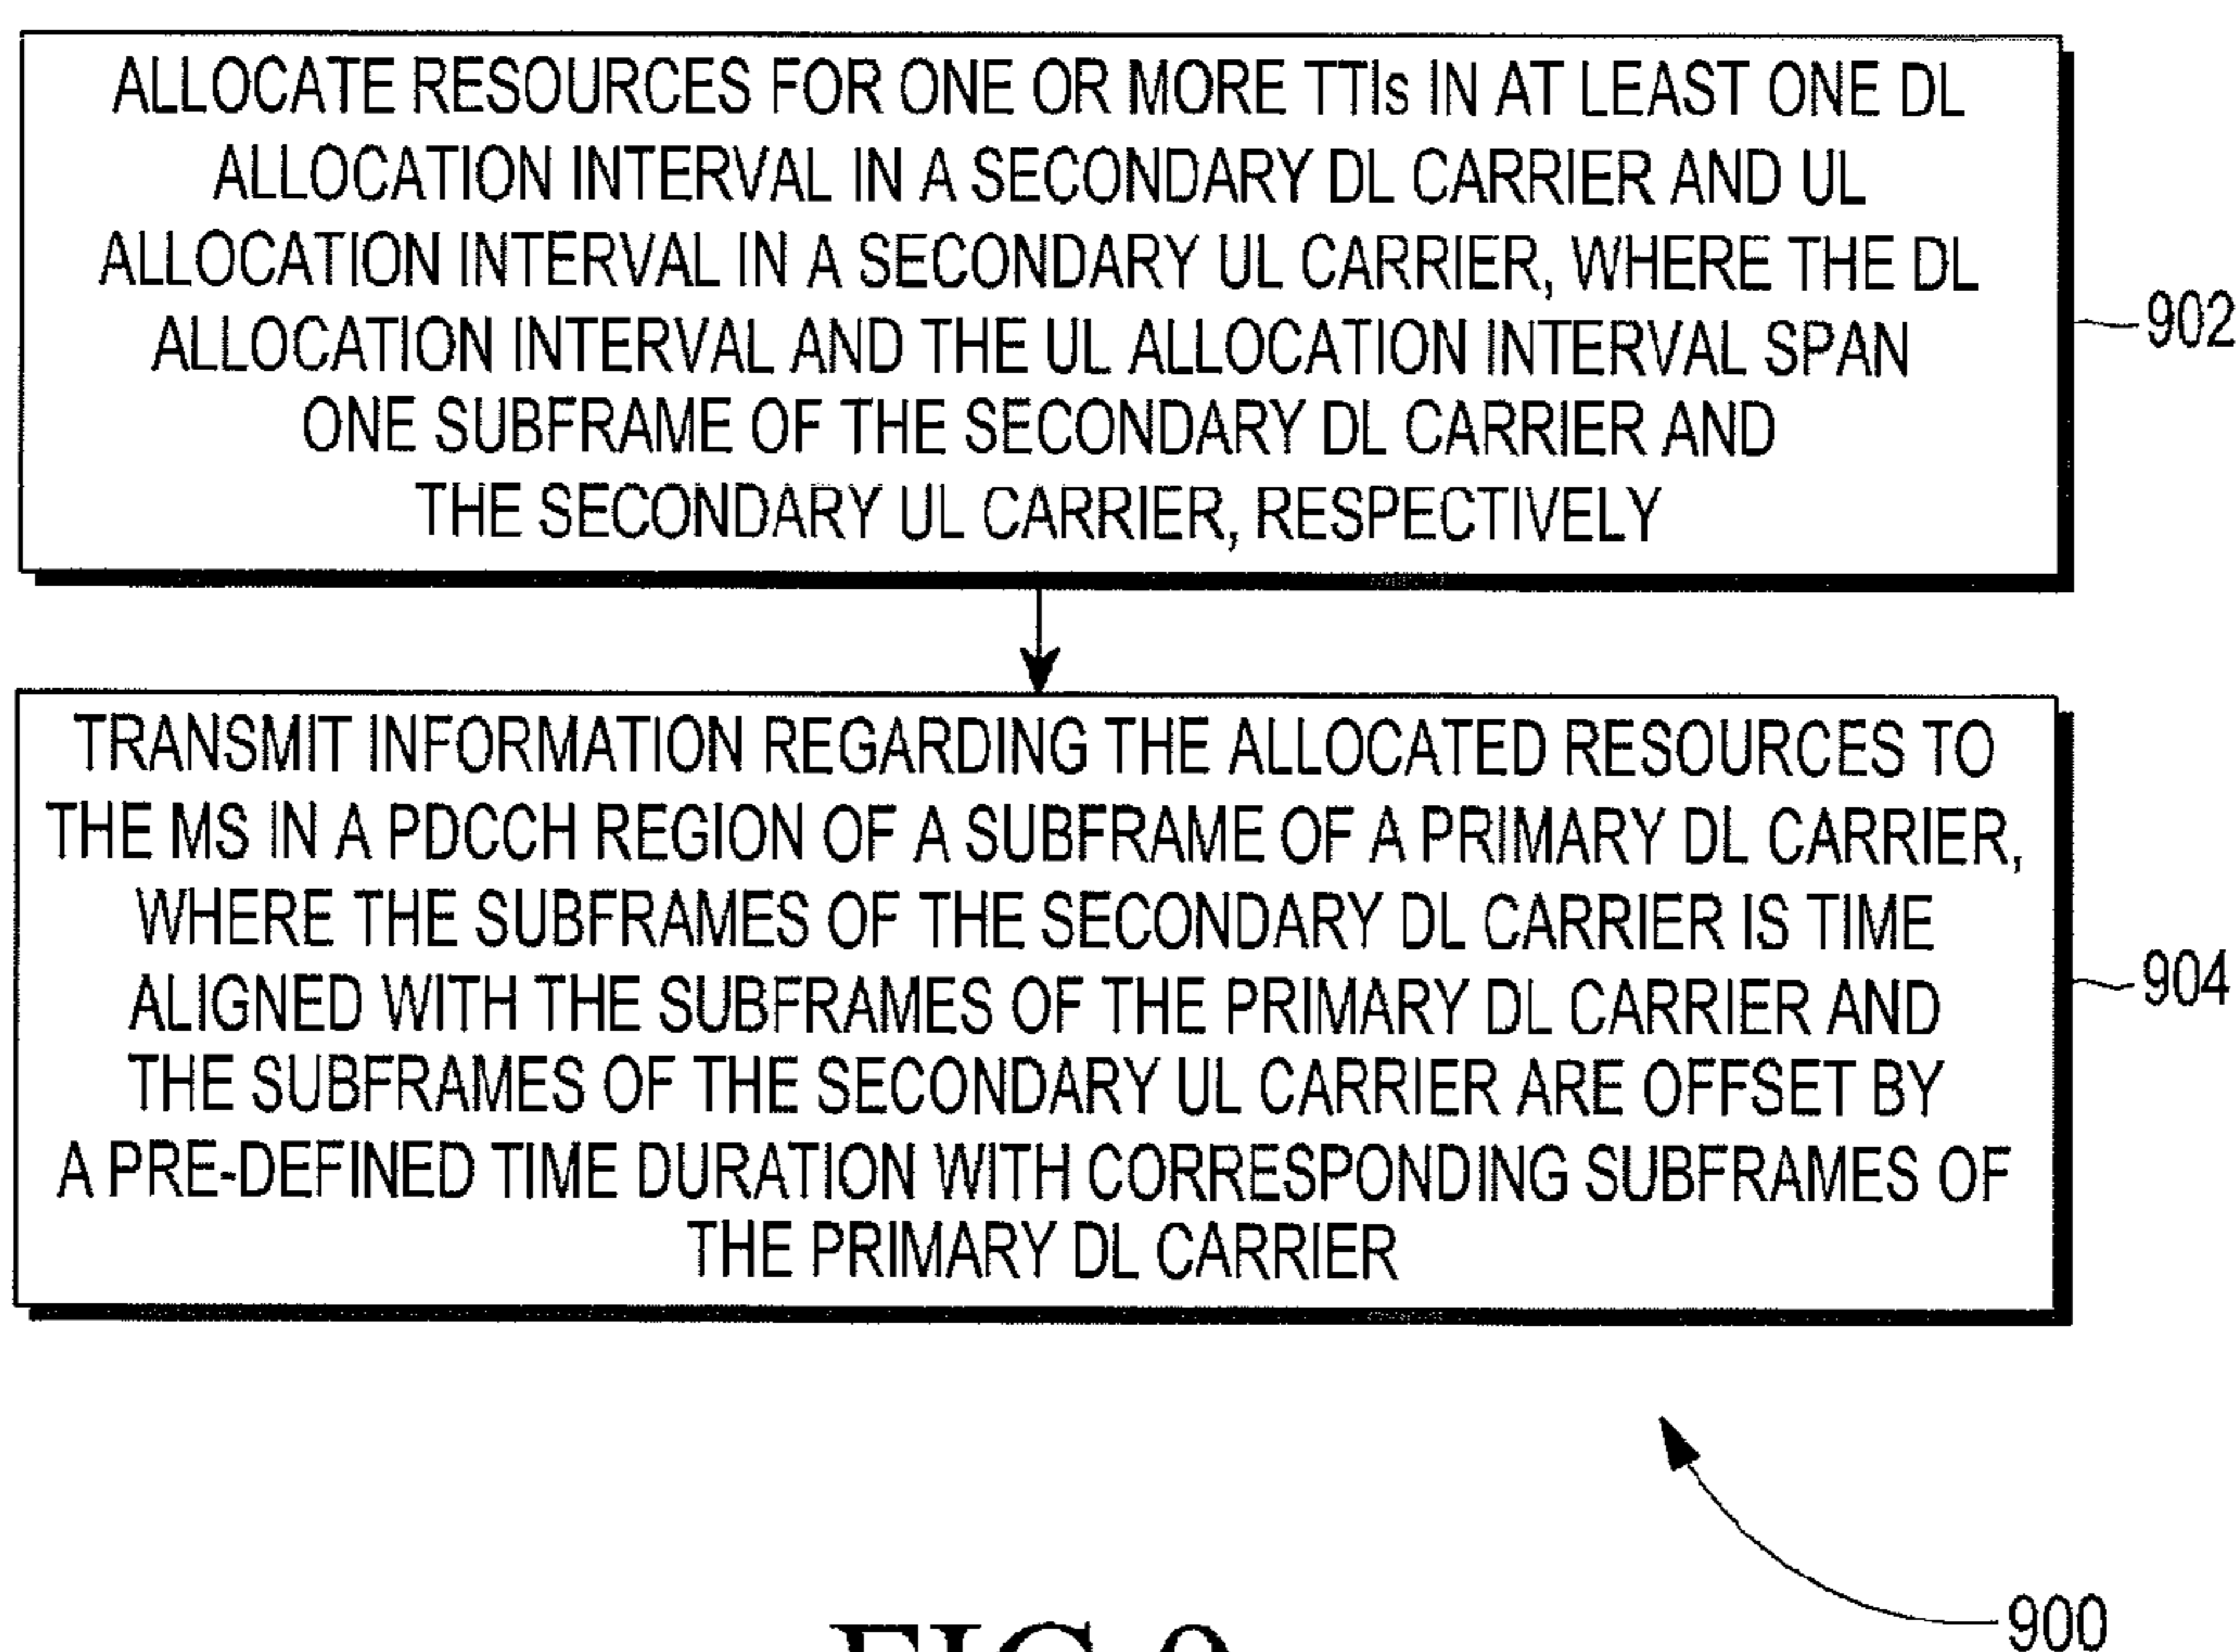 ALLOCATE RESOURCES FOR ONE OR MORE TTIs IN AT LEAST ONE DL
ALLOCATION INTERVAL IN A SECONDARY DL CARRIER AND UL
ALLOCATION INTERVAL IN A SECONDARY UL CARRIER, WHERE THE DL
ALLOCATION INTERVAL AND THE UL ALLOCATION INTERVAL SPAN
ONE SUBFRAME OF THE SECONDARY DL CARRIER AND
THE SECONDARY UL CARRIER, RESPECTIVELY
902
TRANSMIT INFORMATION REGARDING THE ALLOCATED RESOURCES TO
THE MS IN A PDCCH REGION OF A SUBFRAME OF A PRIMARY DL CARRIER,
WHERE THE SUBFRAMES OF THE SECONDARY DL CARRIER IS TIME
ALIGNED WITH THE SUBFRAMES OF THE PRIMARY DL CARRIER AND
THE SUBFRAMES OF THE SECONDARY UL CARRIER ARE OFFSET BY
A PRE-DEFINED TIME DURATION WITH CORRESPONDING SUBFRAMES OF
THE PRIMARY DL CARRIER
904
900
FIG.9